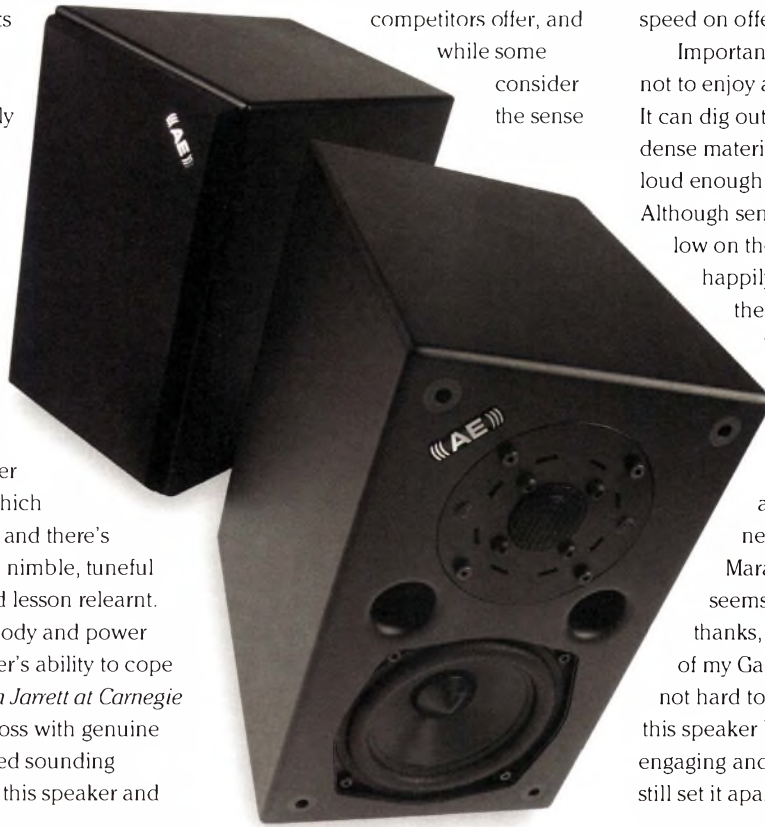 ts
ly
er
hich
and there's
nimble, tuneful
d lesson relearnt.
ody and power
er's ability to cope
n Jarrett at Carnegie
oss with genuine
ed sounding
this speaker and
competitors offer, and
while some
consider
the sense
AE
AE
speed on offe
Importan
not to enjoy a
It can dig out
dense materi
loud enough
Although sen
low on the
happily
the
a
ne
Mara
seems
thanks,
of my Ga
not hard to
this speaker
engaging and
still set it apa